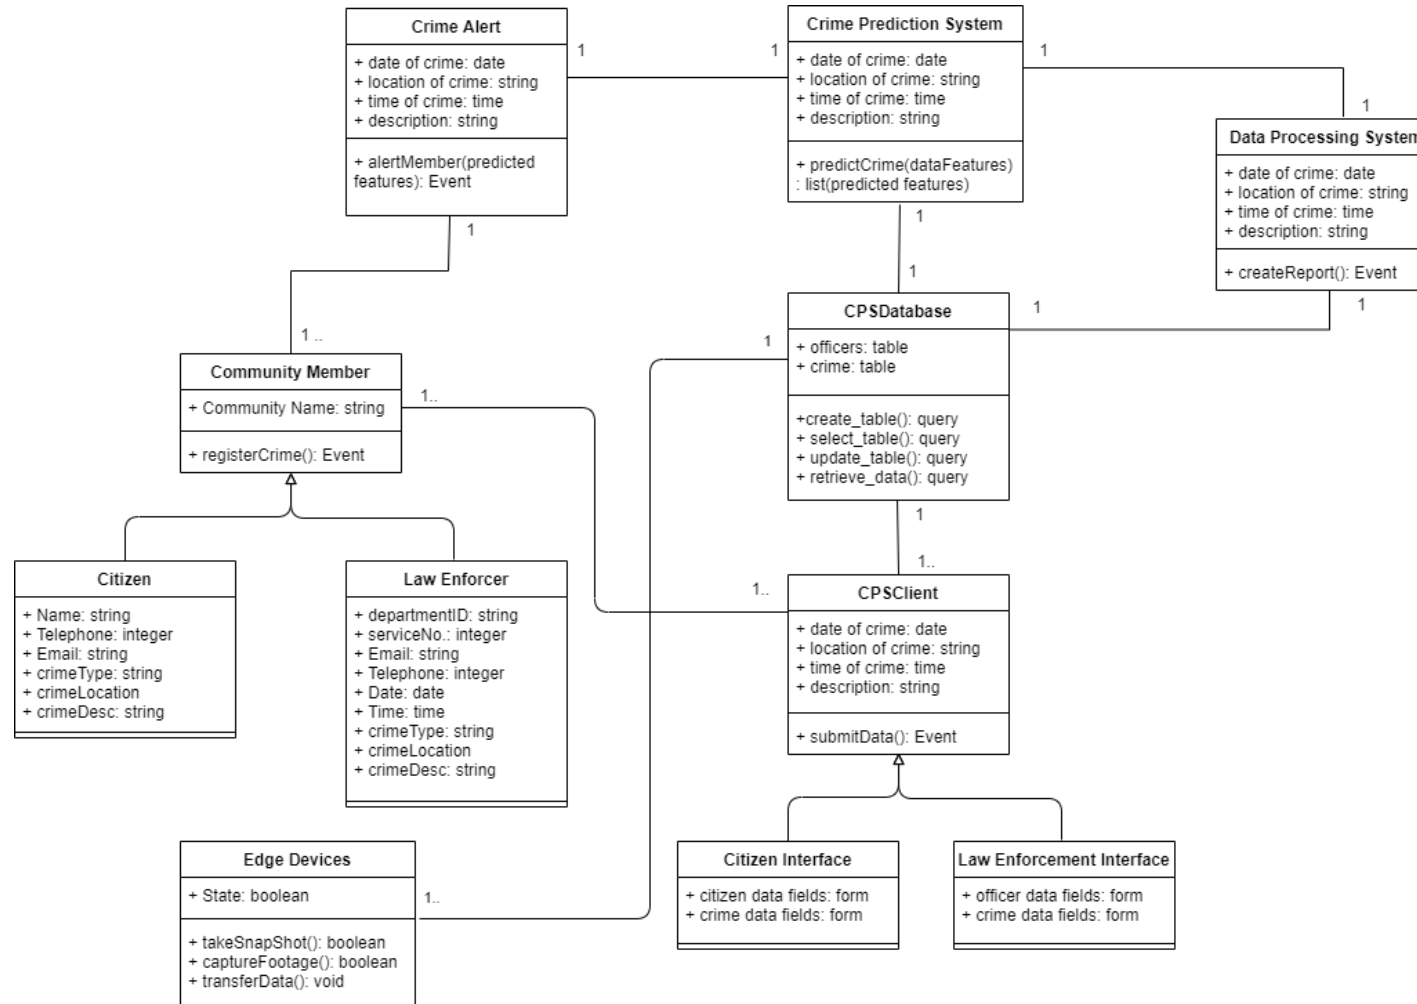 Crime Alert
+ date of crime: date
+ location of crime: string
+ time of crime: time
+ description: string
+ alertMember(predicted
features): Event
1
1
Crime Prediction System
+ date of crime: date
+ location of crime: string
+ time of crime: time
+ description: string
+ predictCrime(dataFeatures)
: list(predicted features)
1
1
Data Processing System
+ date of crime: date
+ location of crime: string
+ time of crime: time
+ description: string
+ createReport(): Event
1
1
1
1
1
CPSDatabase
+ officers: table
+ crime: table
+create_table(): query
+ select_table(): query
+ update_table(): query
+ retrieve_data(): query
1
1
1 ..
Community Member
+ Community Name: string
+ registerCrime(): Event
1..
Citizen
+ Name: string
+ Telephone: integer
+ Email: string
+ crimeType: string
+ crimeLocation
+ crimeDesc: string
Law Enforcer
+ departmentID: string
+ serviceNo.: integer
+ Email: string
+ Telephone: integer
+ Date: date
+ Time: time
+ crimeType: string
+ crimeLocation
+ crimeDesc: string
1..
1..
CPSClient
+ date of crime: date
+ location of crime: string
+ time of crime: time
+ description: string
+ submitData(): Event
Edge Devices
+ State: boolean
+ takeSnapShot(): boolean
+ captureFootage(): boolean
+ transferData(): void
1..
Citizen Interface
+ citizen data fields: form
+ crime data fields: form
Law Enforcement Interface
+ officer data fields: form
+ crime data fields: form